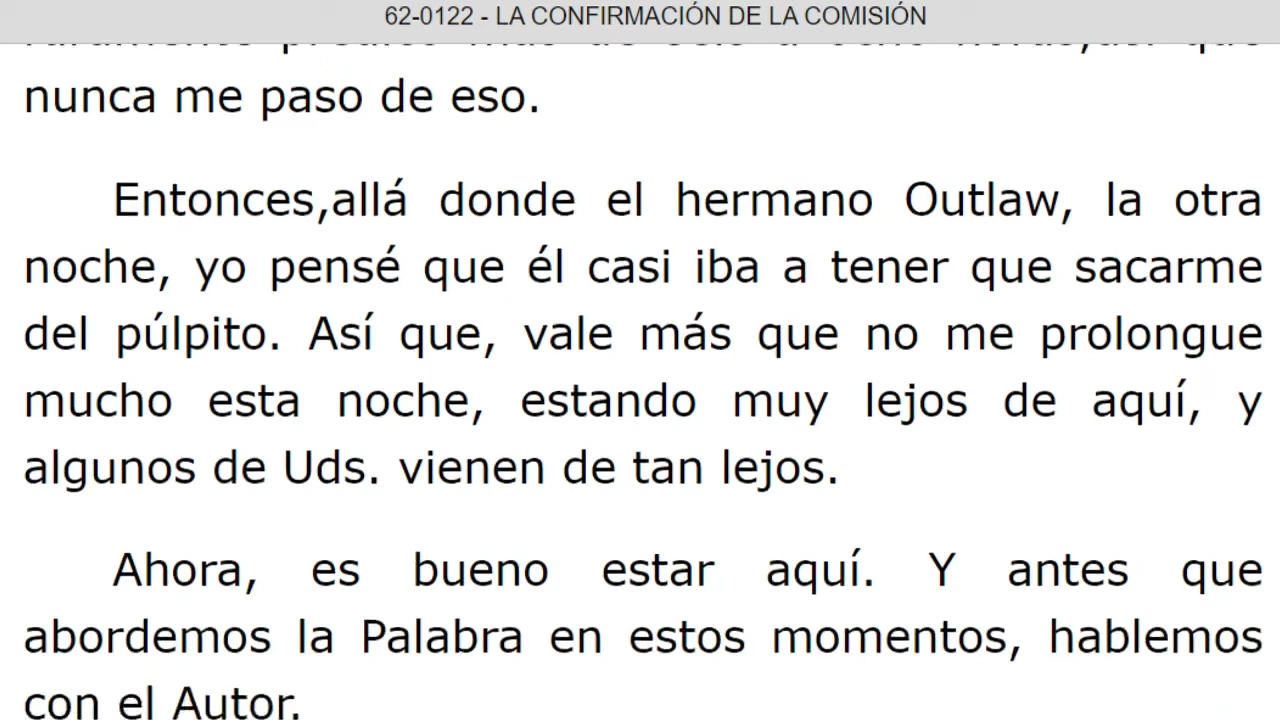 62-0122 - LA CONFIRMACIÓN DE LA COMISIÓN
nunca me paso de eso.
Entonces,allá donde el hermano Outlaw, la otra
noche, yo pensé que él casi iba a tener que sacarme
del púlpito. Así que, vale más que no me prolongue
mucho esta noche, estando muy lejos de aquí, y
algunos de Uds. vienen de tan lejos.
Ahora, es bueno estar aquí. Y antes que
abordemos la Palabra en estos momentos, hablemos
con el Autor.